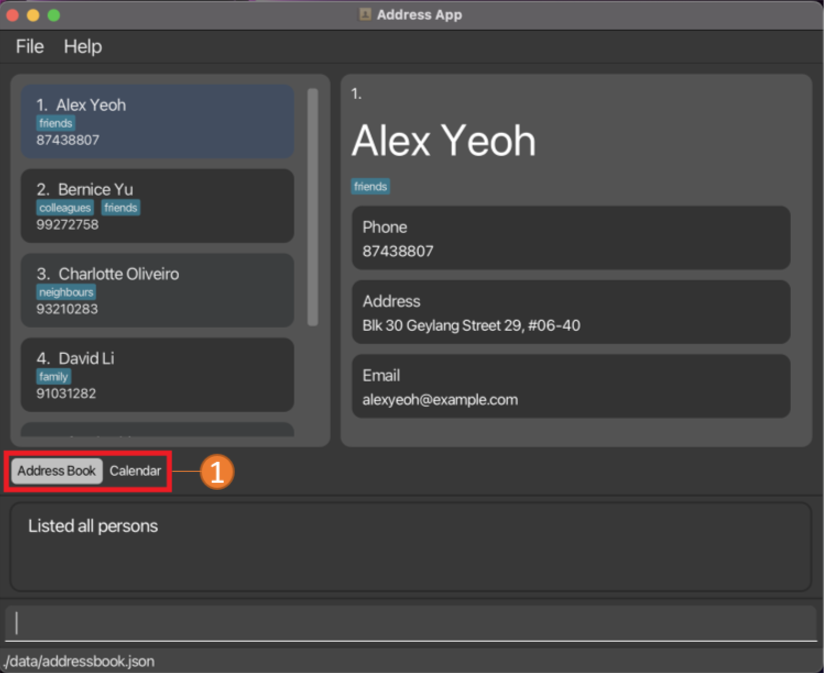 Address App
File Help
1. Alex Yeoh
friends
87438807
2. Bernice Yu
colleagues friends
99272758
3. Charlotte Oliveiro
neighbours
93210283
4. David Li
family
91031282
1.
Alex Yeoh
friends
Phone
87438807
Address
Blk 30 Geylang Street 29, #06-40
Email
alexyeoh@example.com
Address Book Calendar
1
Listed all persons
./data/addressbook.json